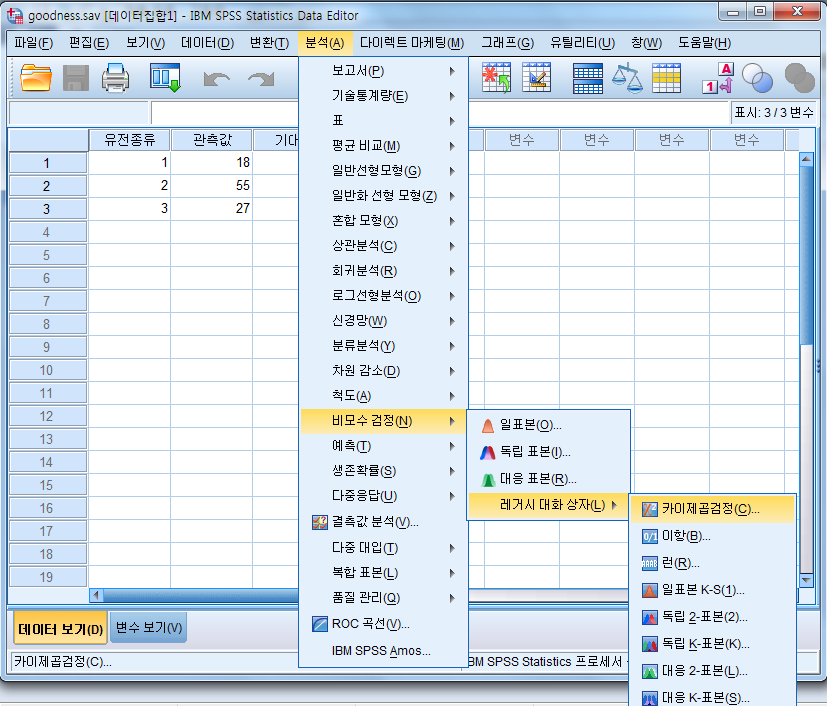 goodness.sav [데이터집합1] - IBM SPSS Statistics Data Editor
파일(F) 편집(E) 보기(V) 데이터(D) 변환(T) 분석(A) 다이렉트 마케팅(M) 그래프(G) 유틸리티(U) 창(W) 도움말(H)
표시: 3 / 3 변수
유전종류 관측값 기대 변수 변수 변수 변수
1 1 18
2 2 55
3 3 27
4
5
6
7
8
9
10
11
12
13
14
15
16
17
18
19
보고서(P)
기술통계량(E)
표
평균 비교(M)
일반선형모형(G)
일반화 선형 모형(Z)
혼합 모형(X)
상관분석(C)
회귀분석(R)
로그선형분석(O)
신경망(W)
분류분석(Y)
차원 감소(D)
척도(A)
비모수 검정(N)
예측(T)
생존확률(S)
다중응답(U)
결측값 분석(V)...
다중 대입(T)
복합 표본(L)
품질 관리(Q)
ROC 곡선(V)...
IBM SPSS Amos...
일표본(O)...
독립 표본(I)...
대응 표본(R)...
레거시 대화 상자(L)
카이제곱검정(C)...
이항(B)...
런(R)...
일표본 K-S(1)...
독립 2-표본(2)...
독립 K-표본(K)...
대응 2-표본(L)...
대응 K-표본(S)...
데이터 보기(D) 변수 보기(V)
카이제곱검정(C)... BM SPSS Statistics 프로세서